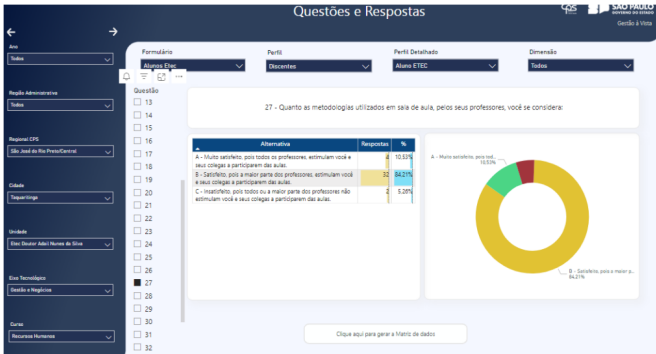 Questões e Respostas
CPS
SÃO PAULO
GOVERNO DO ESTADO
Gestão à Vista
Ano
Todos
Região Administrativa
Todos
Regional CPS
São José do Rio Preto/Central
Cidade
Taquaritinga
Unidade
Etec Doutor Adail Nunes da Silva
Eixo Tecnológico
Gestão e Negócios
Curso
Recursos Humanos
Formulário
Alunos Etec
Perfil
Discentes
Perfil Detalhado
Aluno ETEC
Dimensão
Todos
Questão
13
14
15
16
17
18
19
20
21
22
23
24
25
26
27
28
29
30
31
32
27 - Quanto as metodologias utilizados em sala de aula, pelos seus professores, você se considera:
Alternativa Respostas %
A - Muito satisfeito, pois todos os professores, estimulam você e 4 10,53%
seus colegas a participarem das aulas.
B - Satisfeito, pois a maior parte dos professores, estimulam você 32 84,21%
e seus colegas a participarem das aulas.
C - Insatisfeito, pois todos ou a maior parte dos professores não 2 5,26%
estimulam você e seus colegas a participarem das aulas.
A - Muito satisfeito, pois tod...
10,53%
B - Satisfeito, pois a maior p...
84,21%
Clique aqui para gerar a Matriz de dados